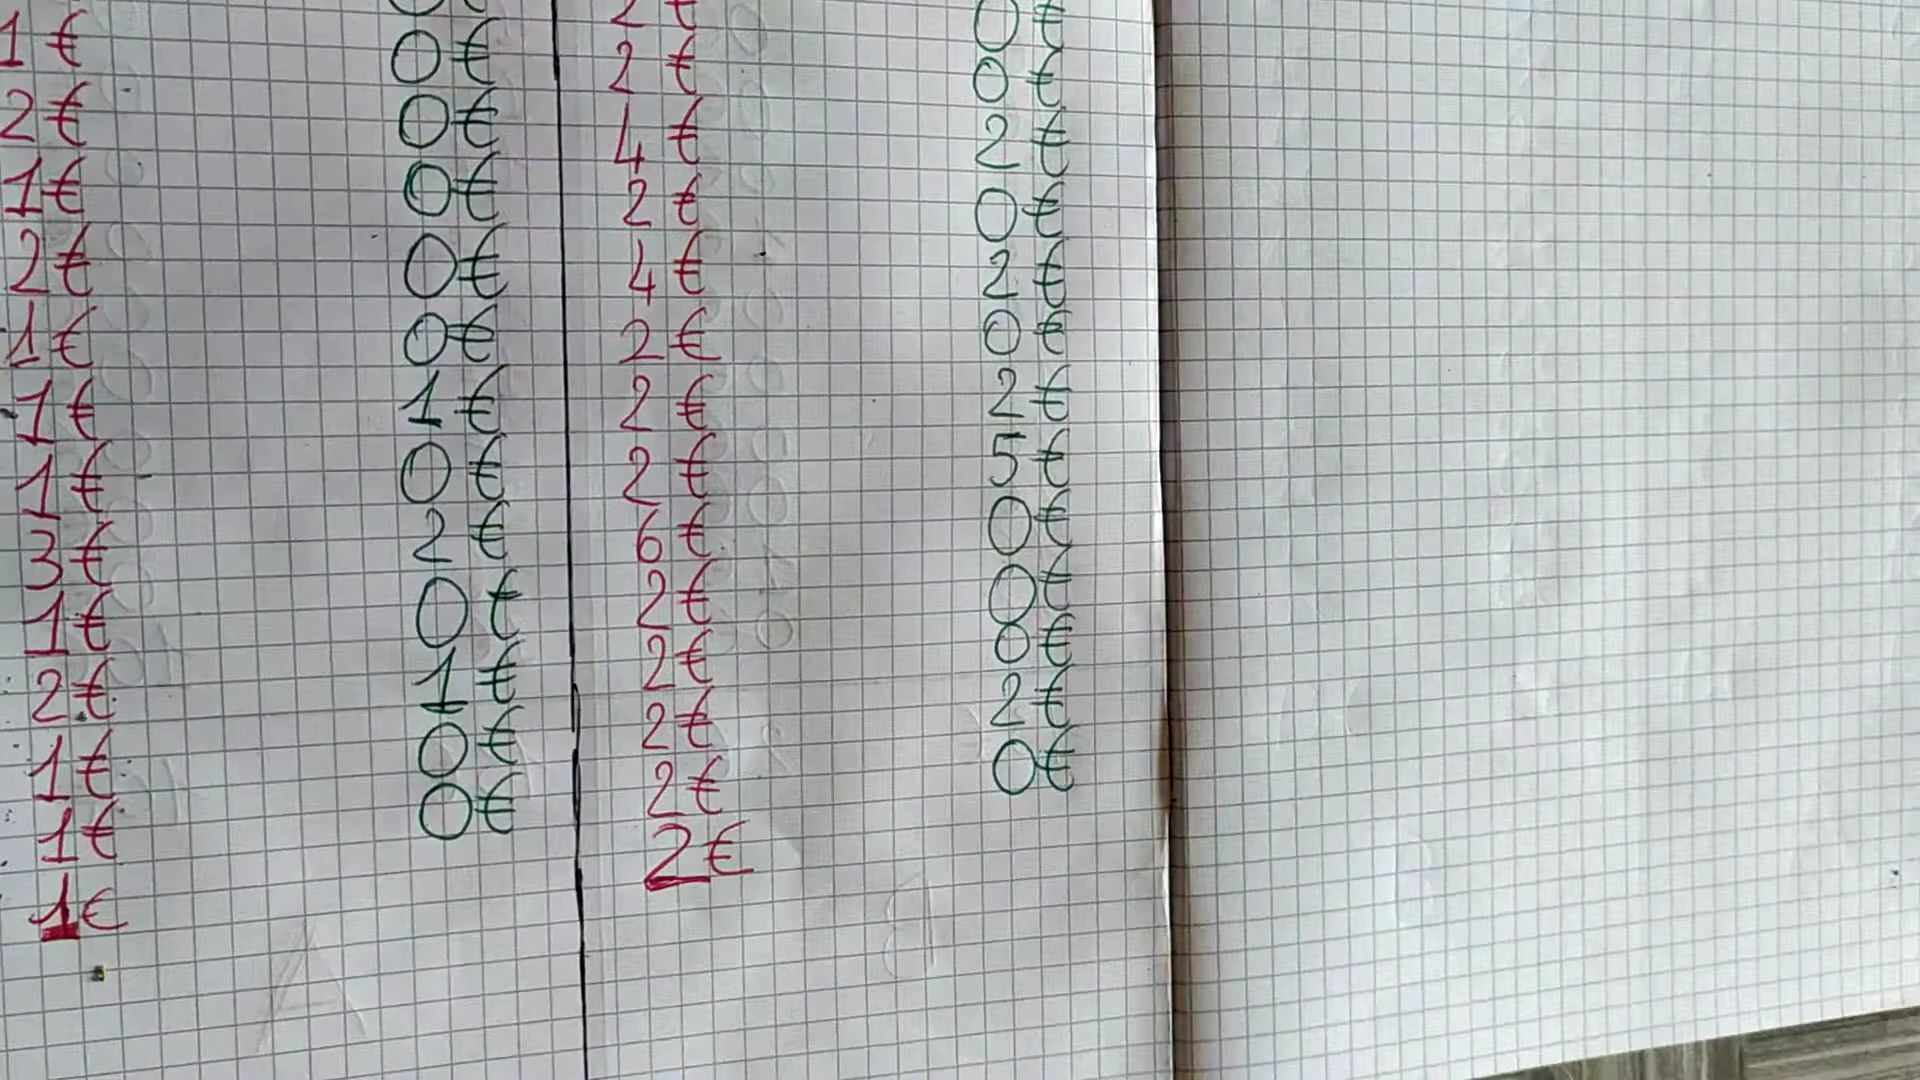 2 € 0 €
1 € 0 € 2 € 0 €
2 € 0 € 4 € 2 €
1 € 0 € 2 € 0 €
2 € 0 € 4 € 2 €
1 € 0 € 2 € 0 €
1 € 1 € 2 € 2 €
1 € 0 € 2 € 5 €
3 € 2 € 6 € 0 €
1 € 0 € 2 € 0 €
2 € 1 € 2 € 0 €
1 € 0 € 2 € 2 €
1 € 0 € 2 € 0 €
1 € 2 €